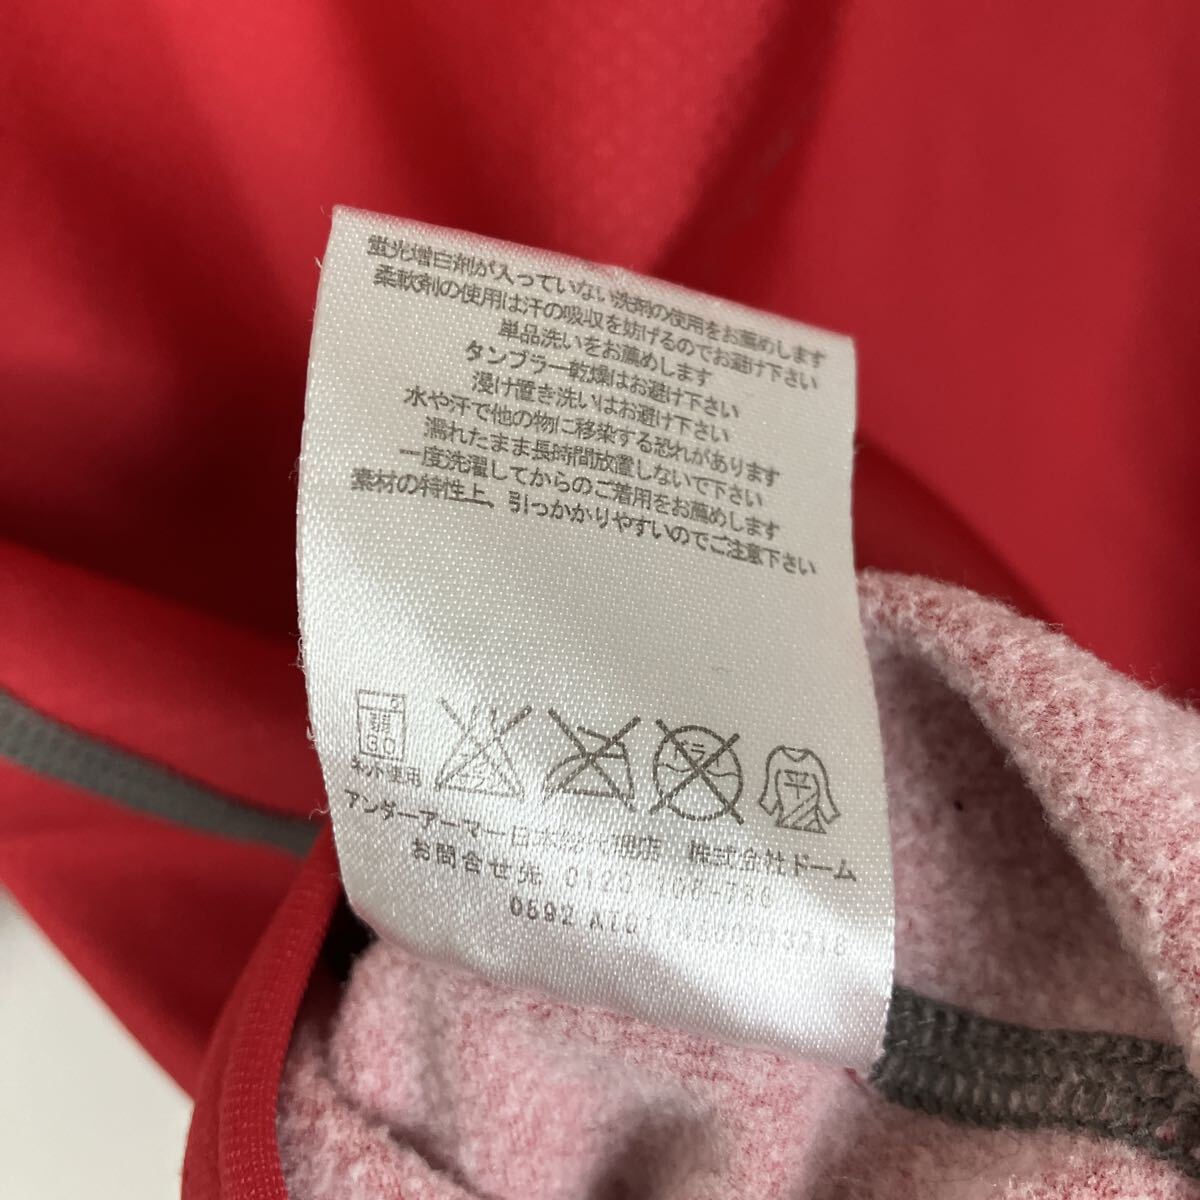 蛍光増白剤が入っていない洗剤の使用をお薦めします
柔軟剤の使用は汗の吸収を妨げるのでお避け下さい
単品洗いをお薦めします
タンブラー乾燥はお避け下さい
浸け置き洗いはお避け下さい
水や汗で他の物に移染する恐れがあります
濡れたまま長時間放置しないで下さい
一度洗濯してからのご着用をお薦めします
素材の特性上、引っかかりやすいのでご注意下さい
弱
30
ネット使用
ドライ
平
アンダーアーマー日本総代理店 株式会社ドーム
お問合せ先 0120-108-786
0592